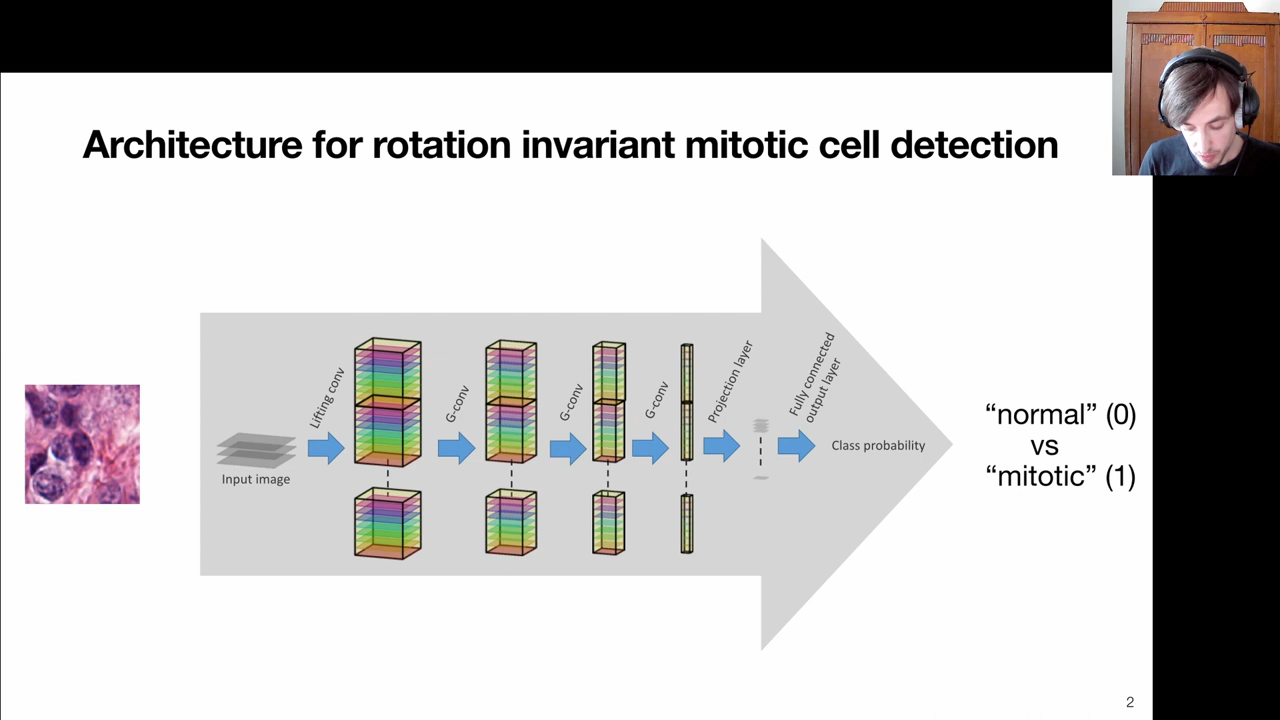 Architecture for rotation invariant mitotic cell detection
Input image
Lifting conv
G-conv
G-conv
G-conv
Projection layer
Fully connected
output layer
Class probability
“normal” (0)
vs
“mitotic” (1)
2